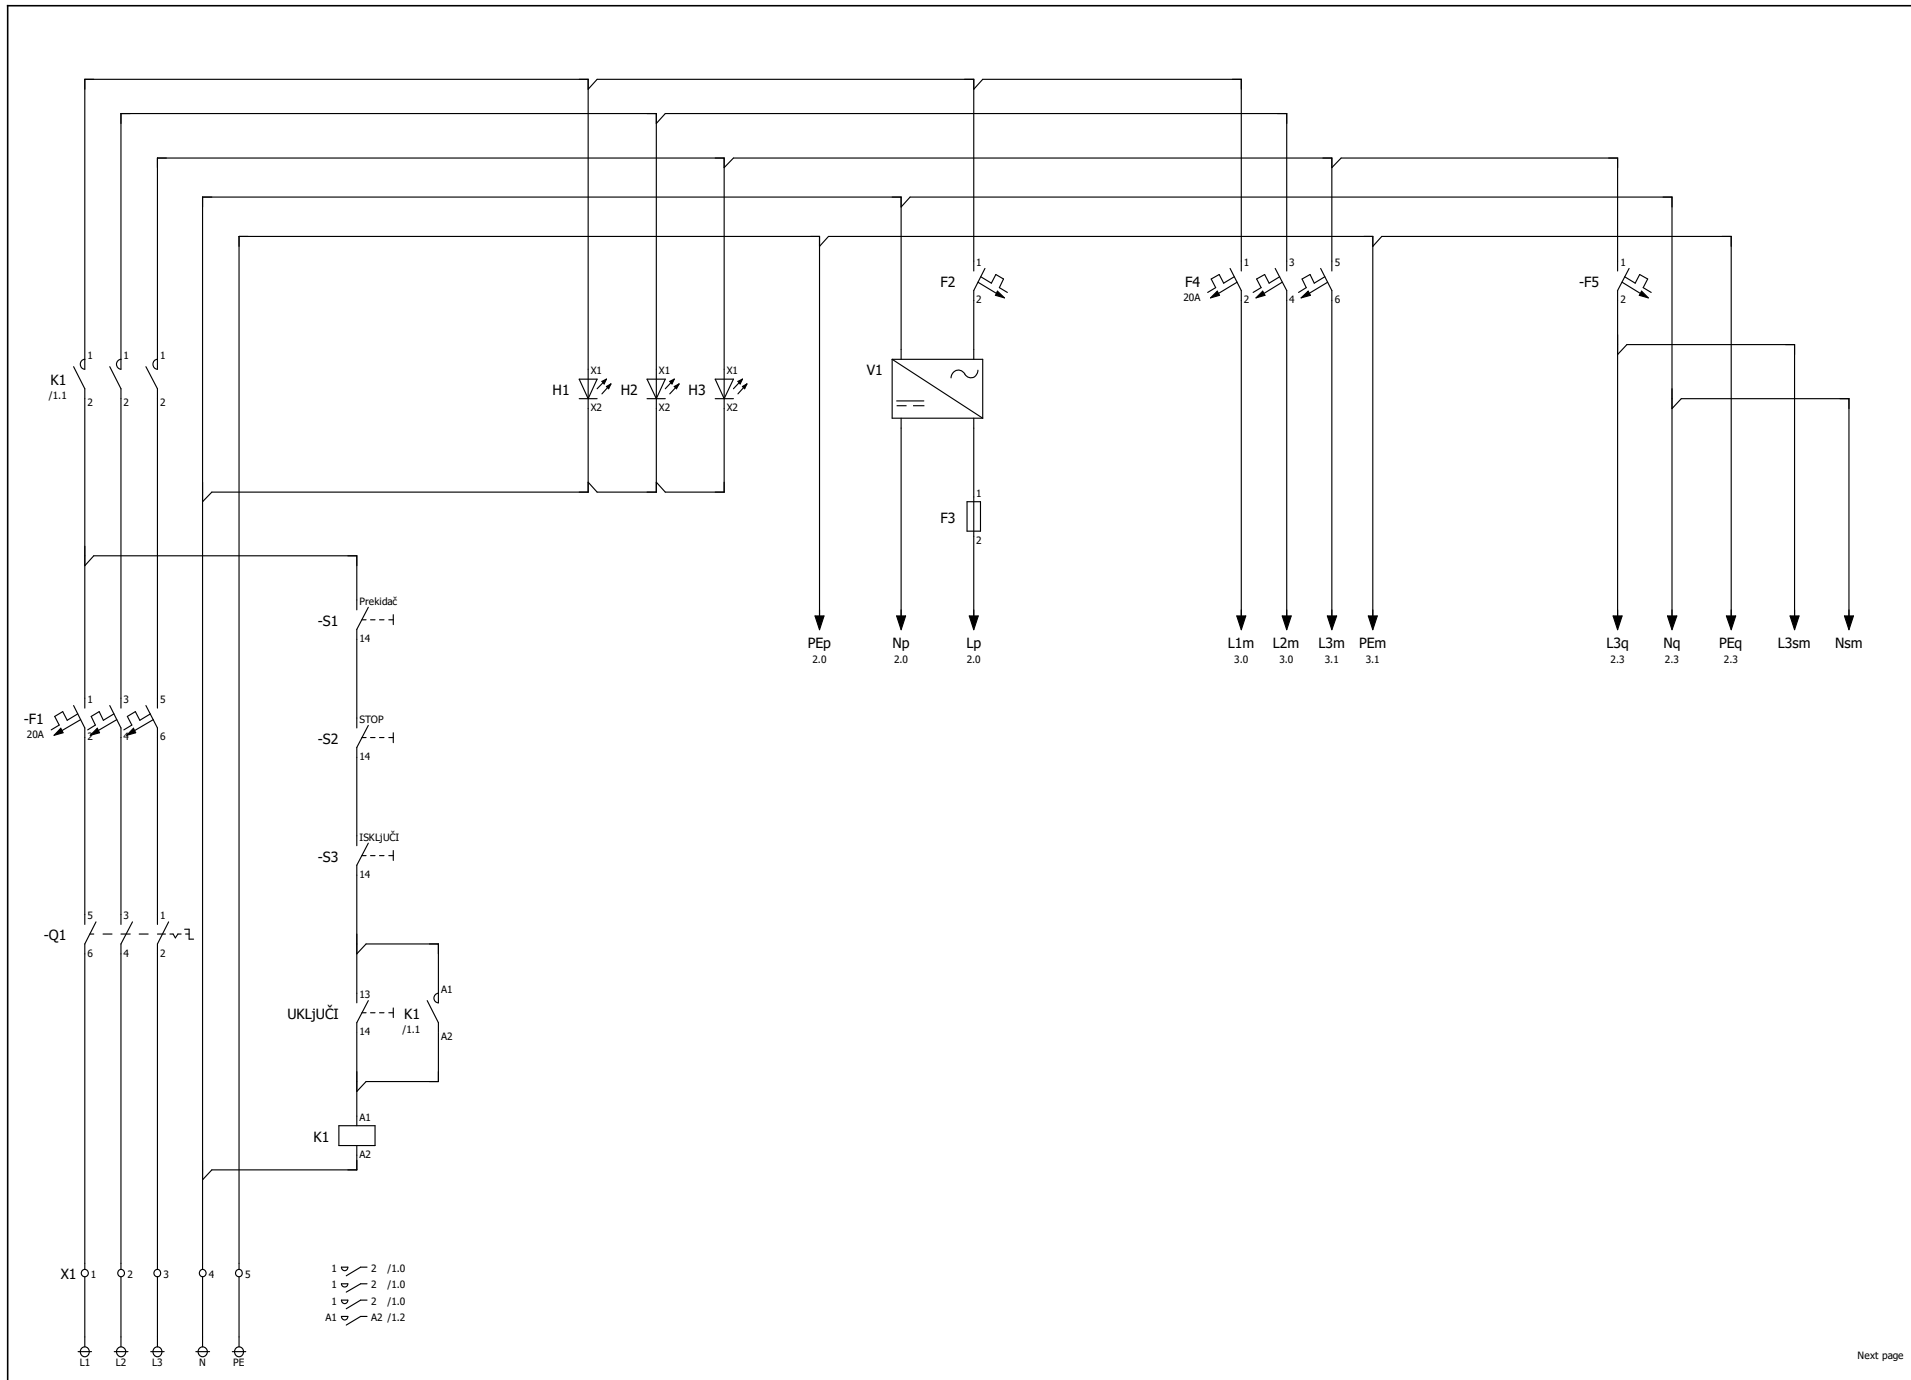 1 3 5 1
F2 F4 -F5
20A
2 2 4 6 2
1 1 1
K1
/1.1
2 2 2
X1 X1 X1
H1 H2 H3
X2 X2 X2
V1
1
F3
2
Prekidač
-S1
14
PEp Np Lp L1m L2m L3m PEm L3q Nq PEq L3sm Nsm
2.0 2.0 2.0 3.0 3.0 3.1 3.1 2.3 2.3 2.3
1 3 5
-F1
20A
2 4 6
STOP
-S2
14
ISKLjUČI
-S3
14
5 3 1
-Q1
6 4 2
13 A1
UKLjUČI K1
/1.1
14 A2
A1
K1
A2
X1 1 2 3 4 5
1 2 /1.0
1 2 /1.0
1 2 /1.0
A1 A2 /1.2
L1 L2 L3 N PE
Next page